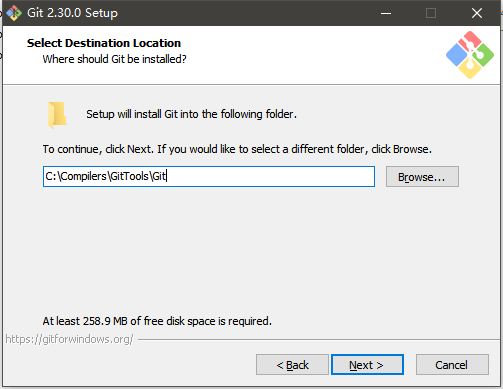 Git 2.30.0 Setup
Select Destination Location
Where should Git be installed?
Setup will install Git into the following folder.
To continue, click Next. If you would like to select a different folder, click Browse.
C:\Compilers\GitTools\Git
Browse...
At least 258.9 MB of free disk space is required.
https://gitforwindows.org/
< Back
Next >
Cancel